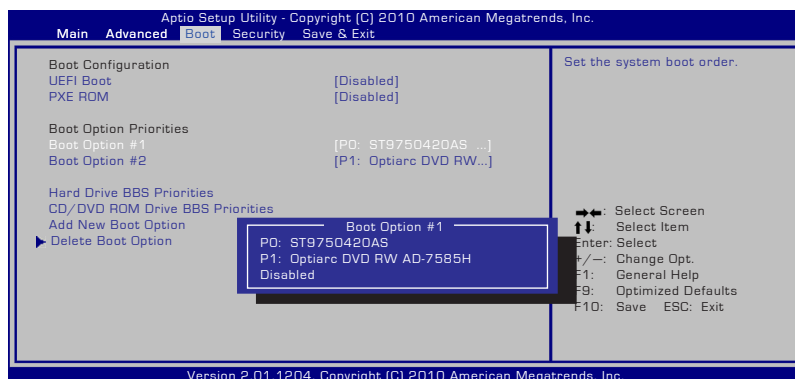 Aptio Setup Utility - Copyright (C) 2010 American Megatrends, Inc.
Main Advanced Boot Security Save & Exit
Boot Configuration
UEFI Boot [Disabled]
PXE ROM [Disabled]
Boot Option Priorities
Boot Option #1 [P0: ST9750420AS ...]
Boot Option #2 [P1: Optiarc DVD RW...]
Hard Drive BBS Priorities
CD/DVD ROM Drive BBS Priorities
Add New Boot Option
Delete Boot Option
Boot Option #1
P0: ST9750420AS
P1: Optiarc DVD RW AD-7585H
Disabled
Set the system boot order.
→←: Select Screen
↑↓: Select Item
Enter: Select
+/—: Change Opt.
F1: General Help
F9: Optimized Defaults
F10: Save ESC: Exit
Version 2.01.1204. Copyright (C) 2010 American Megatrends, Inc.